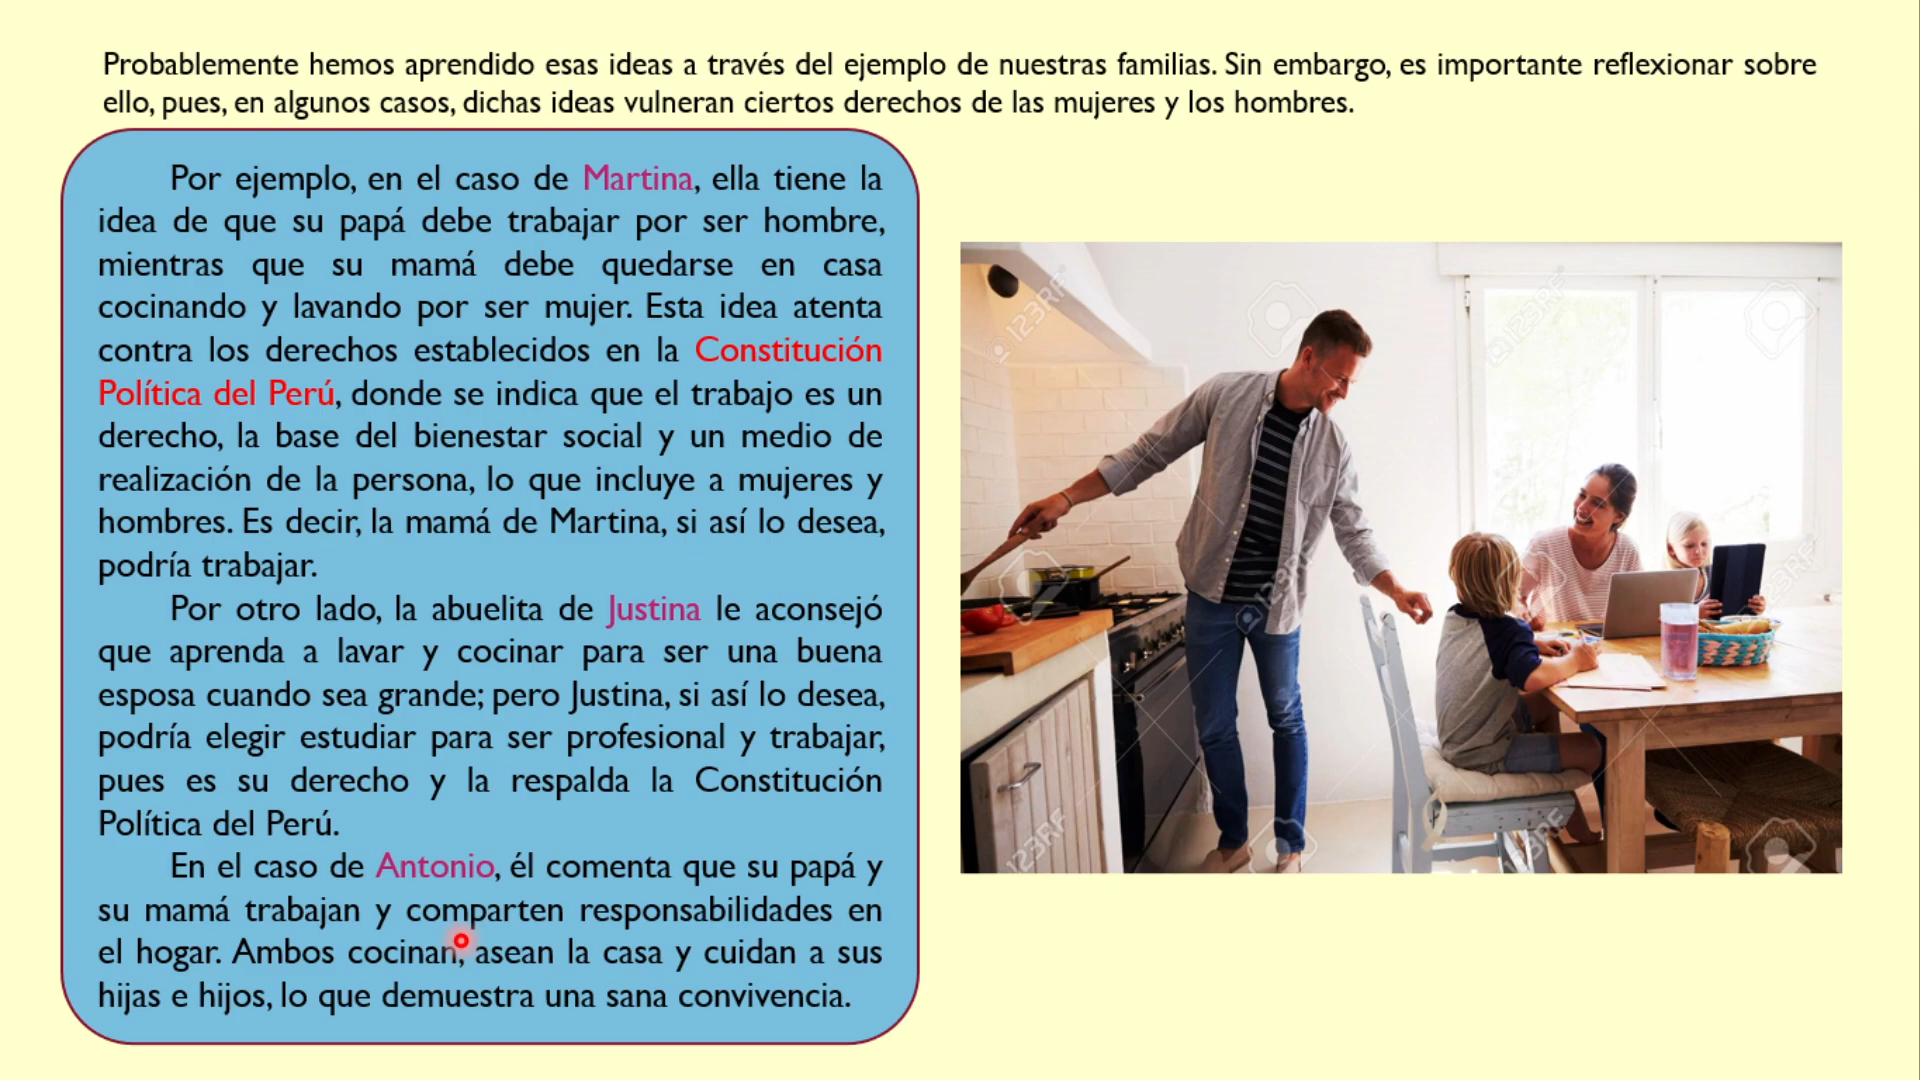 Probablemente hemos aprendido esas ideas a través del ejemplo de nuestras familias. Sin embargo, es importante reflexionar sobre
ello, pues, en algunos casos, dichas ideas vulneran ciertos derechos de las mujeres y los hombres.
Por ejemplo, en el caso de Martina, ella tiene la
idea de que su papá debe trabajar por ser hombre,
mientras que su mamá debe quedarse en casa
cocinando y lavando por ser mujer. Esta idea atenta
contra los derechos establecidos en la Constitución
Política del Perú, donde se indica que el trabajo es un
derecho, la base del bienestar social y un medio de
realización de la persona, lo que incluye a mujeres y
hombres. Es decir, la mamá de Martina, si así lo desea,
podría trabajar.
Por otro lado, la abuelita de Justina le aconsejó
que aprenda a lavar y cocinar para ser una buena
esposa cuando sea grande; pero Justina, si así lo desea,
podría elegir estudiar para ser profesional y trabajar,
pues es su derecho y la respalda la Constitución
Política del Perú.
En el caso de Antonio, él comenta que su papá y
su mamá trabajan y comparten responsabilidades en
el hogar. Ambos cocinan, asean la casa y cuidan a sus
hijas e hijos, lo que demuestra una sana convivencia.
123RF
123RF
123RF
123RF
123RF
123RF
123RF